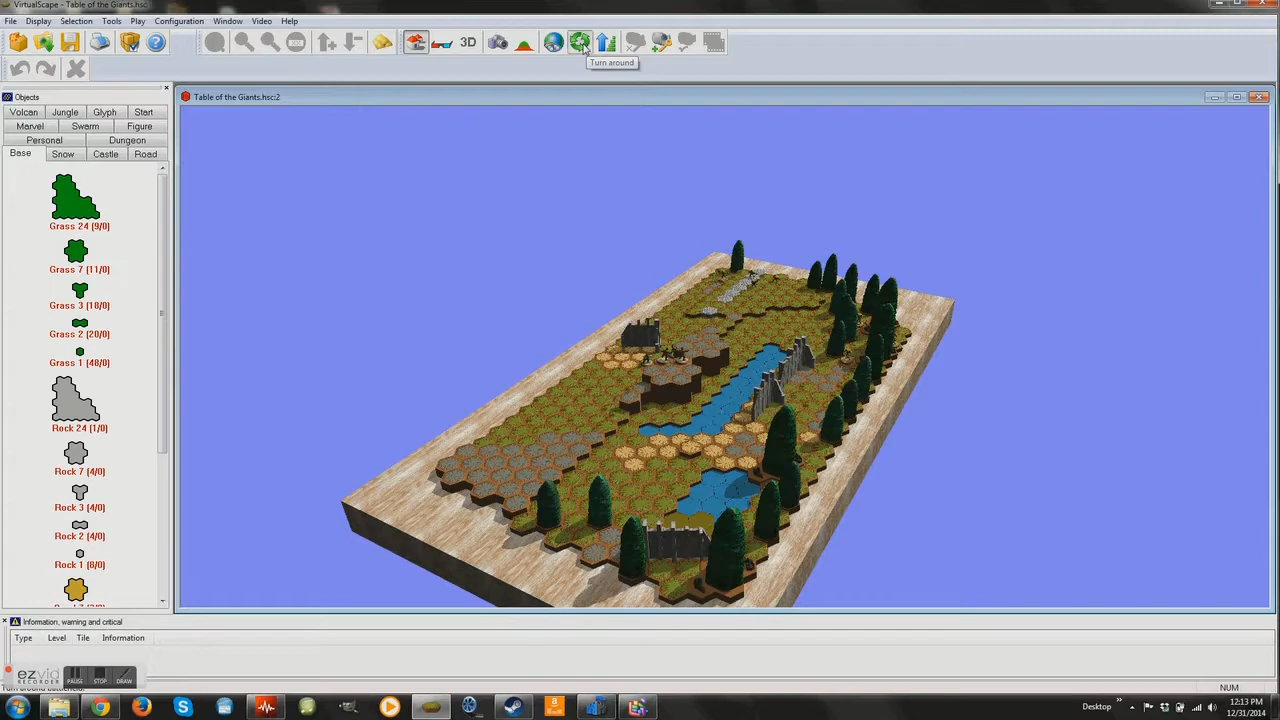 VirtualScape - Table of the Giants.hsc
File Display Selection Tools Play Configuration Window Video Help
3D
Turn around
Objects
Table of the Giants.hsc:2
Volcan Jungle Glyph Start
Marvel Swarm Figure
Personal Dungeon
Base Snow Castle Road
Grass 24 (9/0)
Grass 7 (11/0)
Grass 3 (18/0)
Grass 2 (20/0)
Grass 1 (48/0)
Rock 24 (1/0)
Rock 7 (4/0)
Rock 3 (4/0)
Rock 2 (4/0)
Rock 1 (8/0)
Information, warning and critical
Type Level Tile Information
ezvid
RECORDER
PAUSE STOP DRAW
NUM
Desktop
12:13 PM
12/31/2014